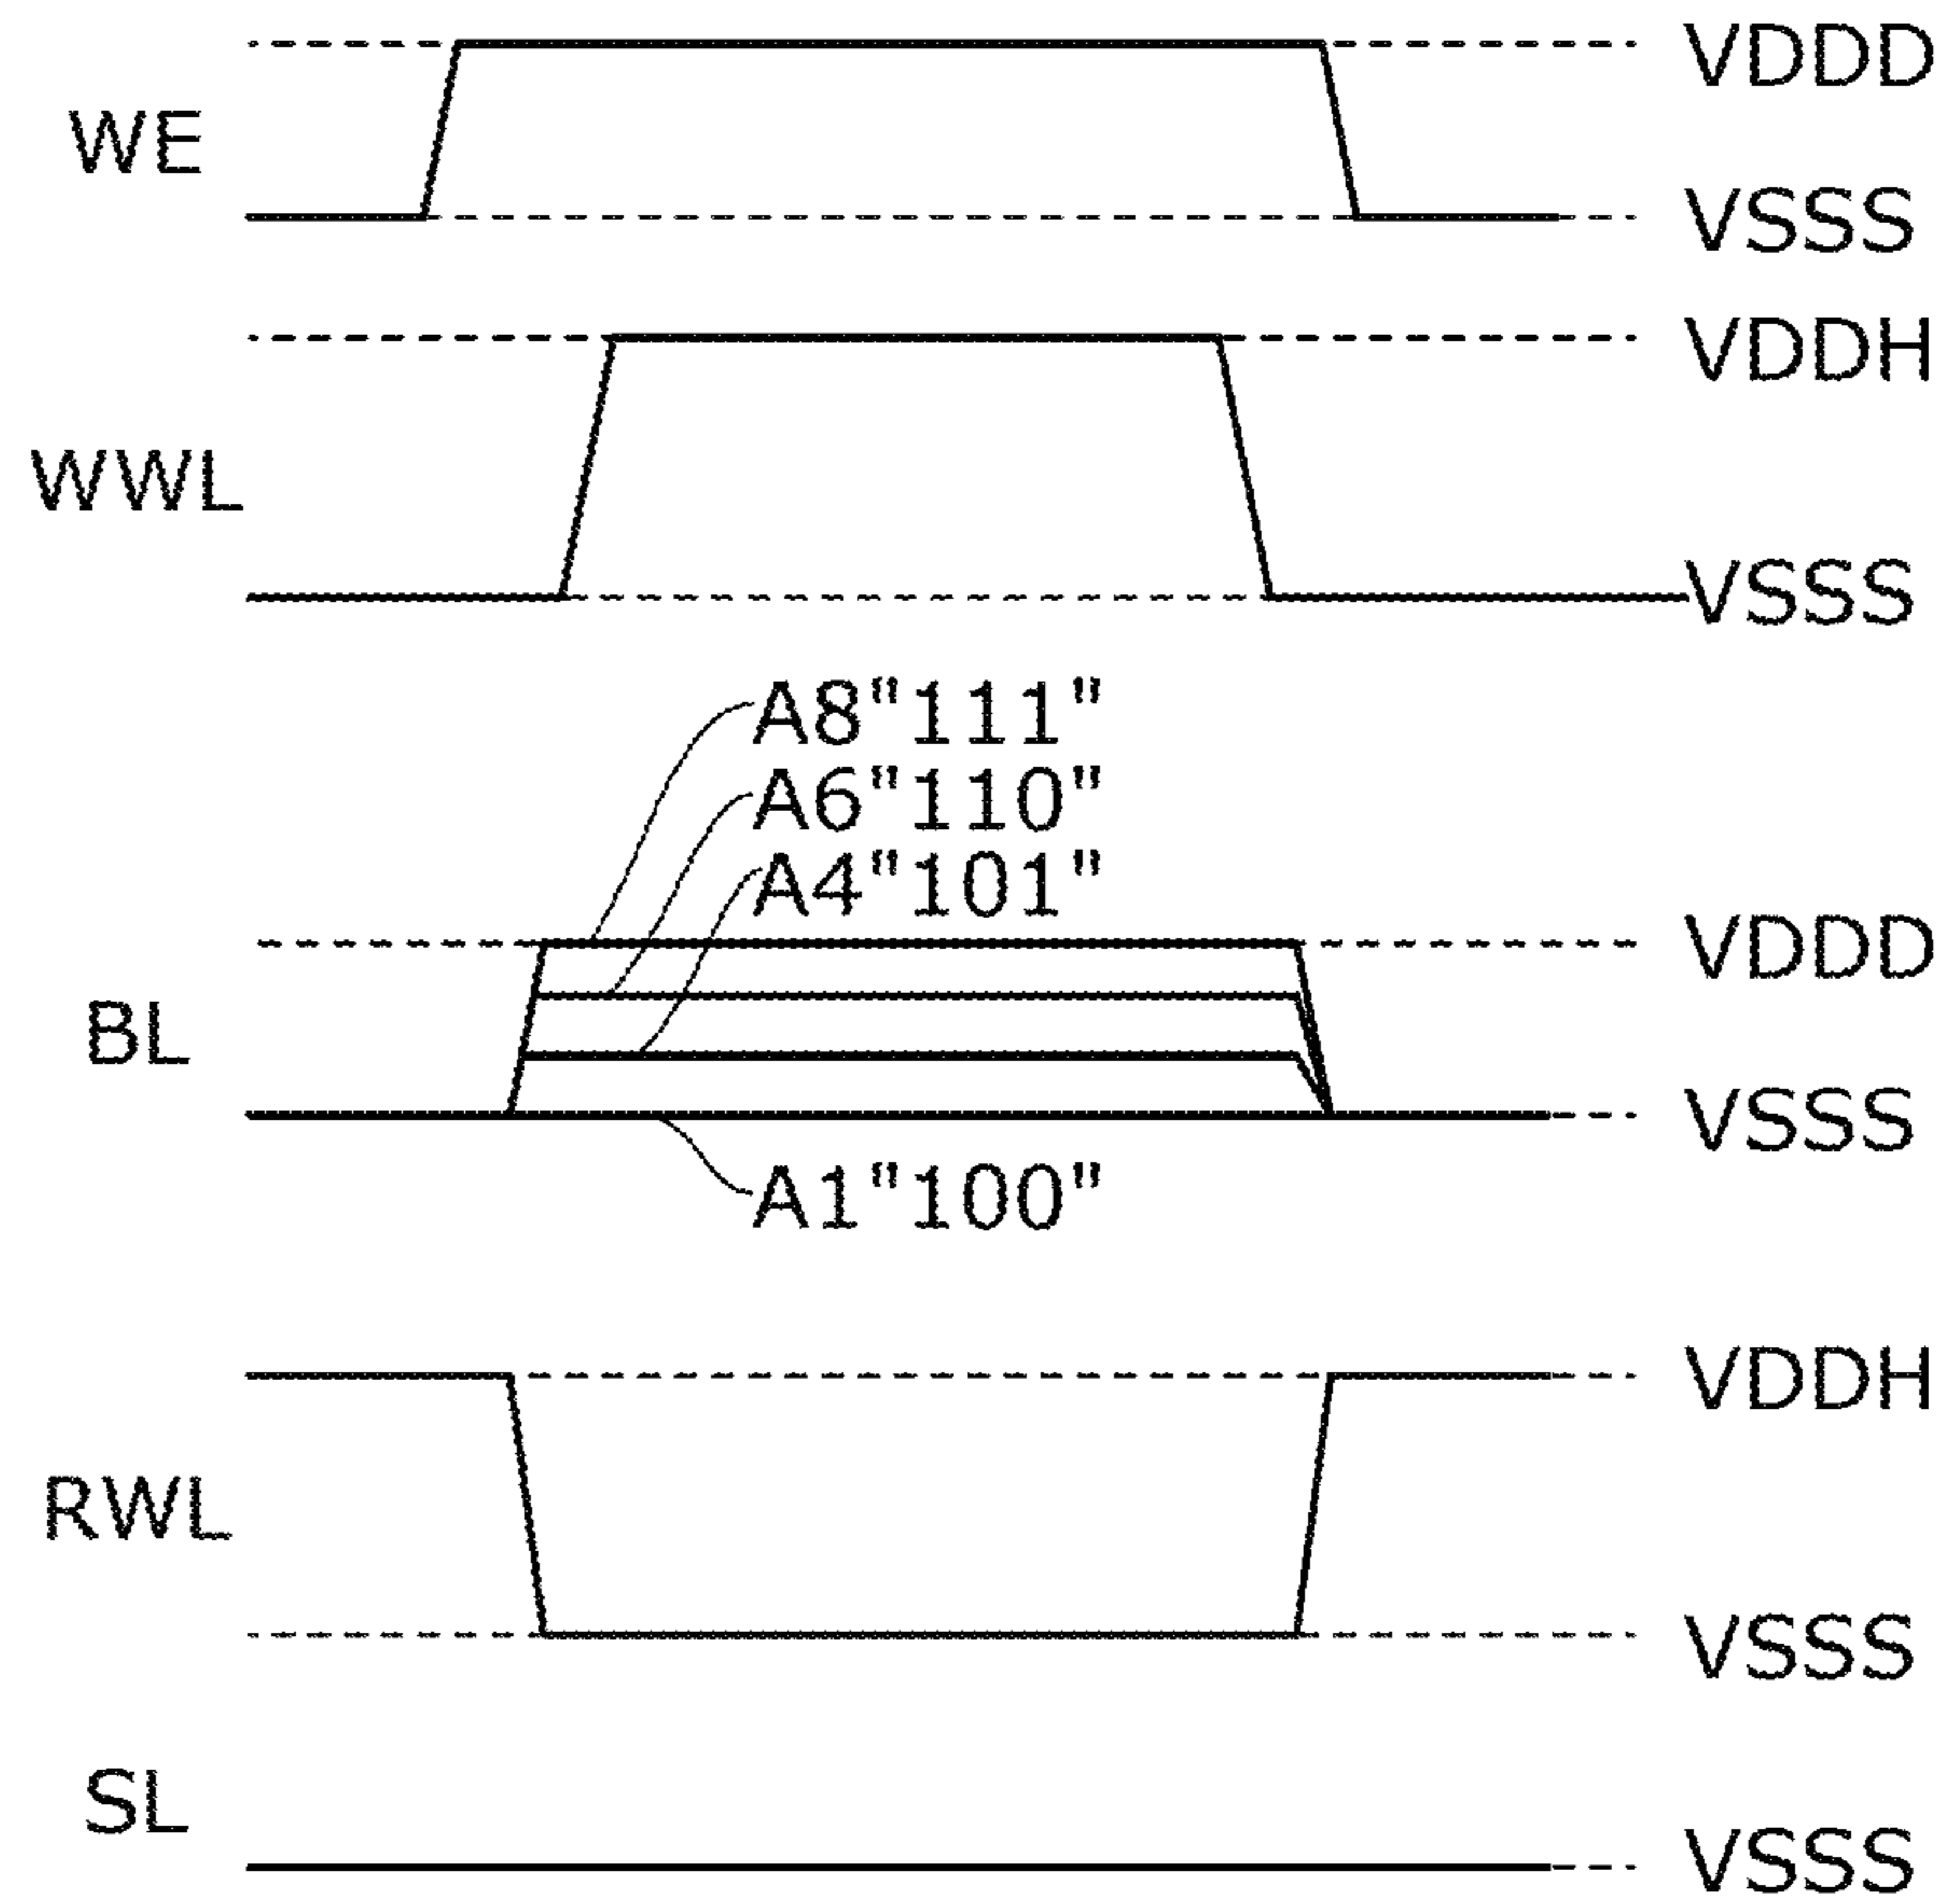 VDDD
WE
VSSS
VDDH
WWL
VSSS
A8"111"
A6"110"
A4"101"
VDDD
BL
VSSS
A1"100"
VDDH
RWL
VSSS
SL
VSSS